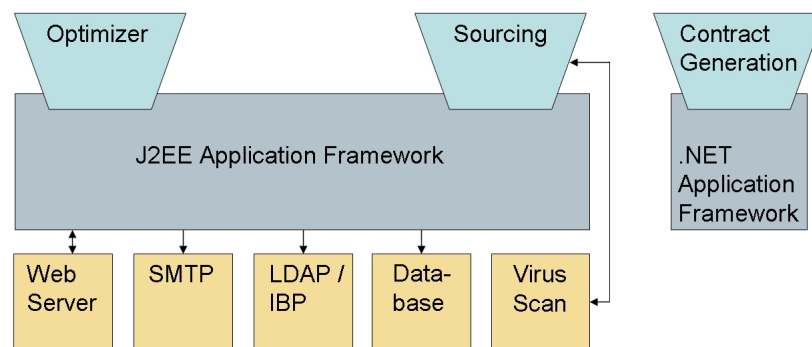 Optimizer
Sourcing
Contract
Generation
J2EE Application Framework
.NET
Application
Framework
Web
Server
SMTP
LDAP /
IBP
Data-
base
Virus
Scan